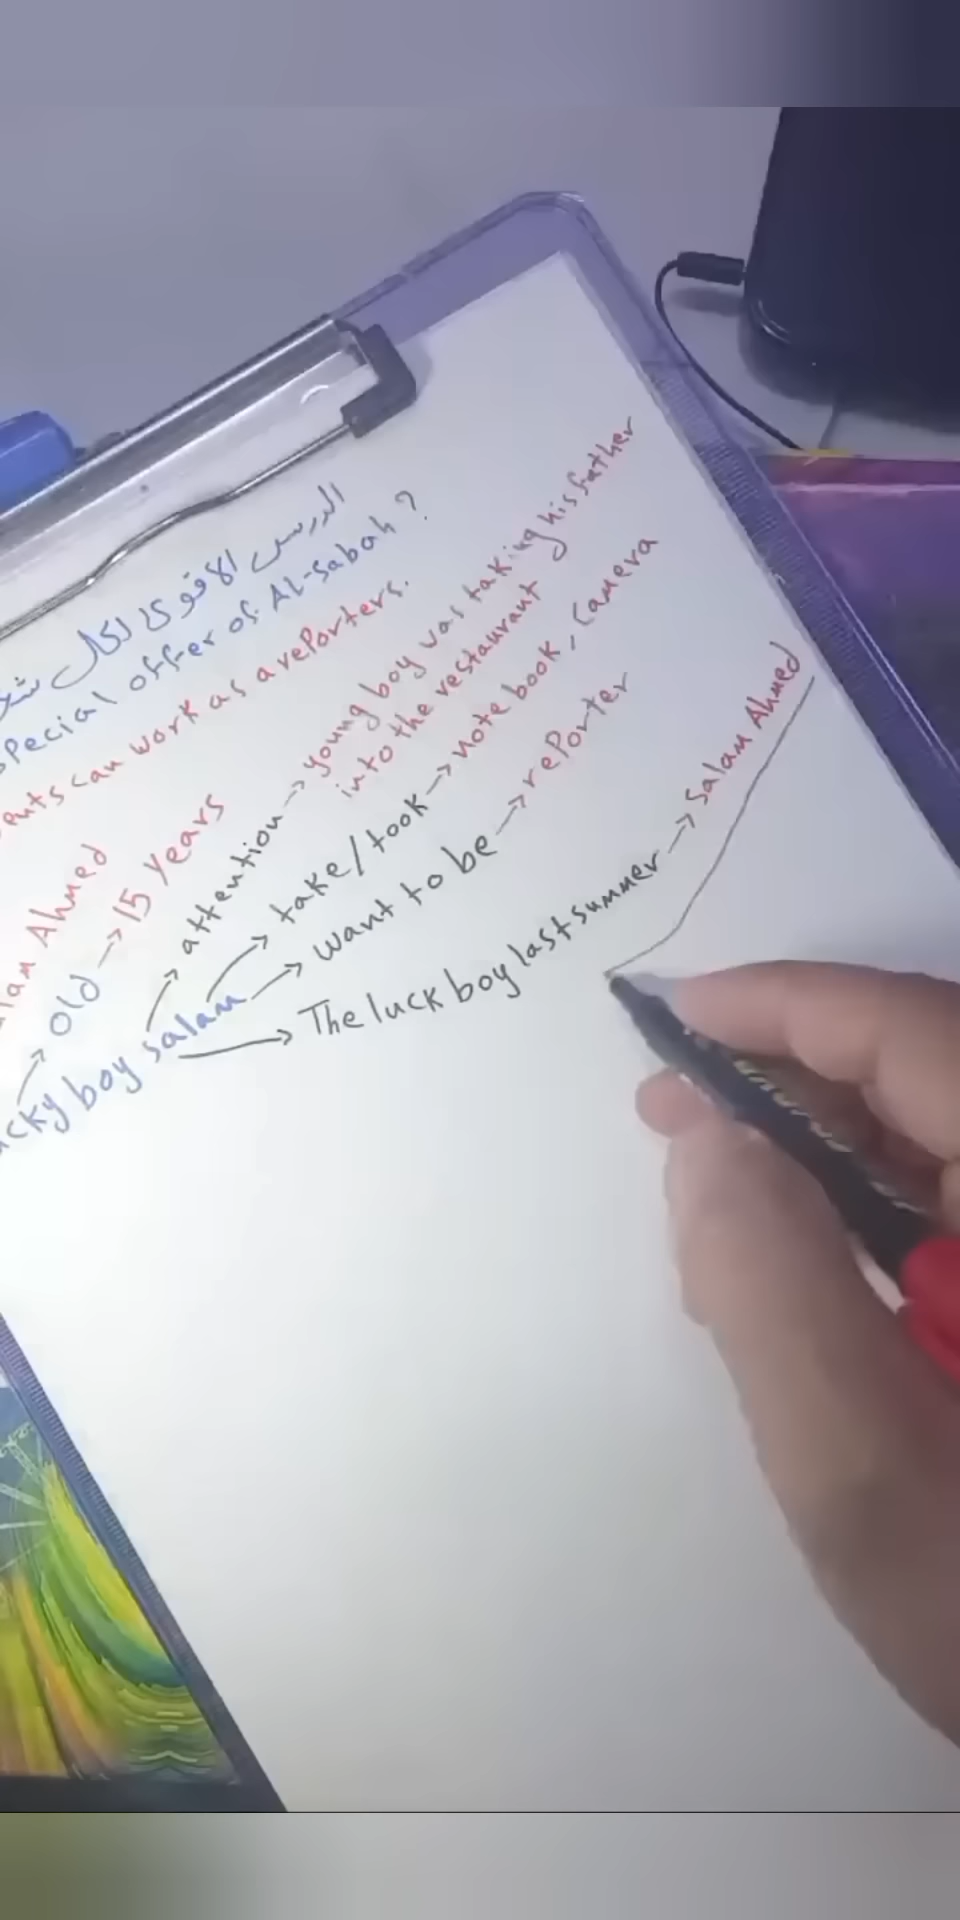 الدرس الاقوى لكل
special offer of AL-Sabah ?
can work as a rePorters.
Ahmed
old → 15 years
attention → young boy was taking his father
into the restaurant
take/took → note book, camera
want to be → rePorter
boy salam
The luck boy last summer → Salam Ahmed